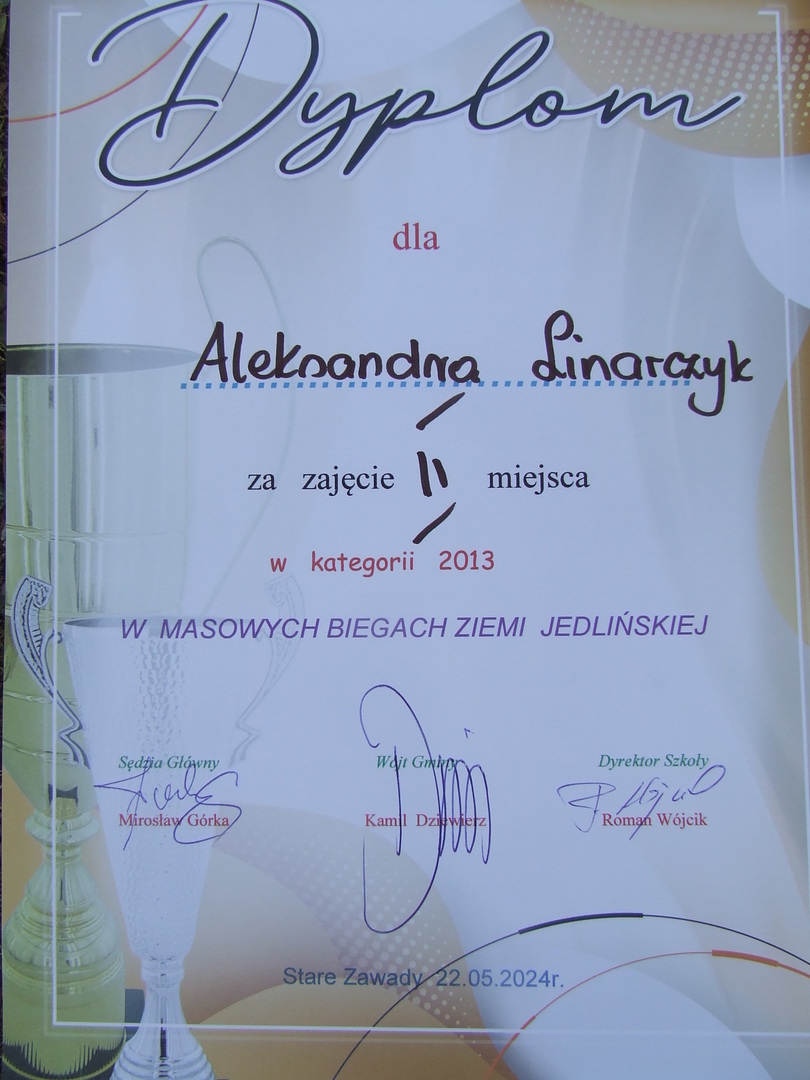 Dyplom
dla
Aleksandra Linarczyk
za zajęcie II miejsca
w kategorii 2013
W MASOWYCH BIEGACH ZIEMI JEDLIŃSKIEJ
Sędzia Główny Wójt Gminy Dyrektor Szkoły
Mirosław Górka Kamil Dziewierz Roman Wójcik
Stare Zawady 22.05.2024r.